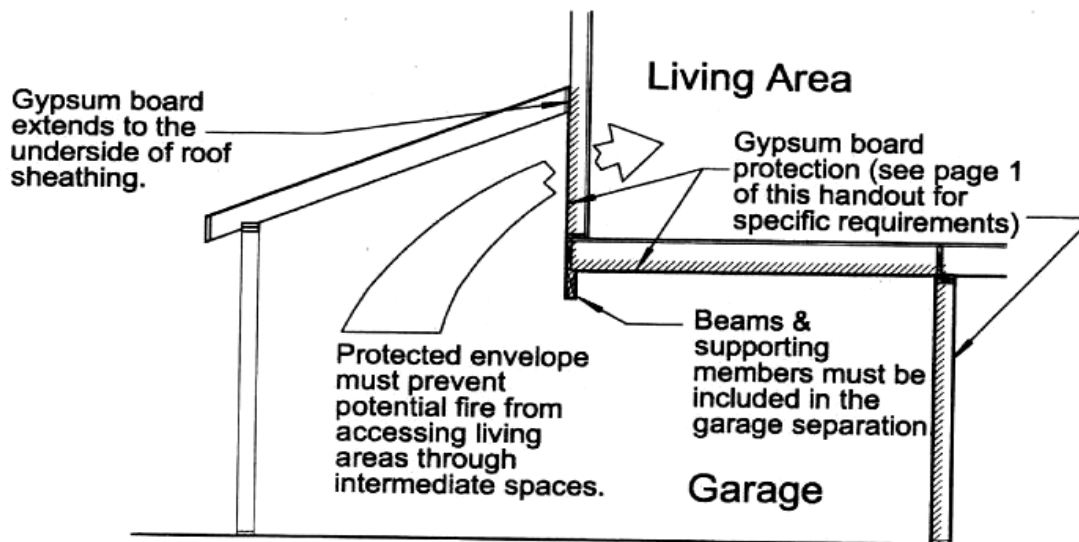 Living Area
Gypsum board
extends to the
underside of roof
sheathing.
Gypsum board
protection (see page 1
of this handout for
specific requirements)
Protected envelope
must prevent
potential fire from
accessing living
areas through
intermediate spaces.
Beams &
supporting
members must be
included in the
garage separation
Garage